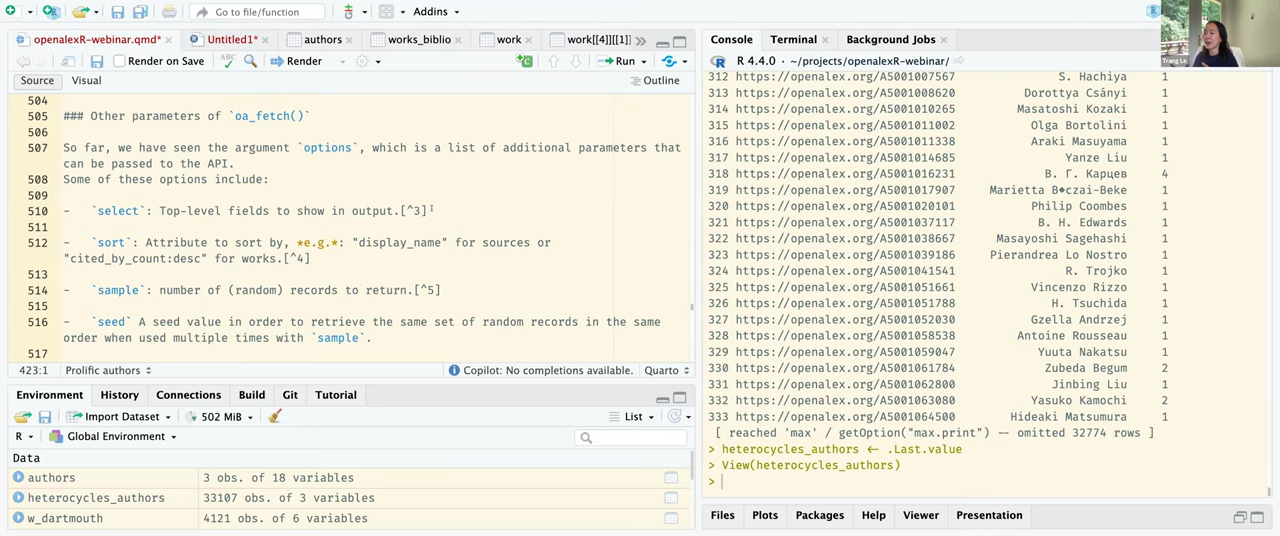 Go to file/function
Addins
openalexR-webinar.qmd*
Untitled1*
authors
works_biblio
work
work[[4]][[1]]
Render on Save
ABC
Render
Run
Source
Visual
Outline
504
505 ### Other parameters of `oa_fetch()`
506
507 So far, we have seen the argument `options`, which is a list of additional parameters that
can be passed to the API.
508 Some of these options include:
509
510 - `select`: Top-level fields to show in output.[^3]
511
512 - `sort`: Attribute to sort by, *e.g.*: "display_name" for sources or
"cited_by_count:desc" for works.[^4]
513
514 - `sample`: number of (random) records to return.[^5]
515
516 - `seed` A seed value in order to retrieve the same set of random records in the same
order when used multiple times with `sample`.
517
423:1
Prolific authors
Copilot: No completions available.
Quarto
Environment
History
Connections
Build
Git
Tutorial
Import Dataset
502 MiB
List
R
Global Environment
Data
authors 3 obs. of 18 variables
heterocycles_authors 33107 obs. of 3 variables
w_dartmouth 4121 obs. of 6 variables
Console
Terminal
Background Jobs
R 4.4.0 · ~/projects/openalexR-webinar/
312 https://openalex.org/A5001007567 S. Hachiya 1
313 https://openalex.org/A5001008620 Dorottya Csányi 1
314 https://openalex.org/A5001010265 Masatoshi Kozaki 1
315 https://openalex.org/A5001011002 Olga Bortolini 1
316 https://openalex.org/A5001011338 Araki Masuyama 1
317 https://openalex.org/A5001014685 Yanze Liu 1
318 https://openalex.org/A5001016231 В. Г. Карцев 4
319 https://openalex.org/A5001017907 Marietta B�czai-Beke 1
320 https://openalex.org/A5001020101 Philip Coombes 1
321 https://openalex.org/A5001037117 B. H. Edwards 1
322 https://openalex.org/A5001038667 Masayoshi Sagehashi 1
323 https://openalex.org/A5001039186 Pierandrea Lo Nostro 1
324 https://openalex.org/A5001041541 R. Trojko 1
325 https://openalex.org/A5001051661 Vincenzo Rizzo 1
326 https://openalex.org/A5001051788 H. Tsuchida 1
327 https://openalex.org/A5001052030 Gzella Andrzej 1
328 https://openalex.org/A5001058538 Antoine Rousseau 1
329 https://openalex.org/A5001059047 Yuuta Nakatsu 1
330 https://openalex.org/A5001061784 Zubeda Begum 2
331 https://openalex.org/A5001062800 Jinbing Liu 1
332 https://openalex.org/A5001063080 Yasuko Kamochi 2
333 https://openalex.org/A5001064500 Hideaki Matsumura 1
[ reached 'max' / getOption("max.print") -- omitted 32774 rows ]
> heterocycles_authors <- .Last.value
> View(heterocycles_authors)
>
Files
Plots
Packages
Help
Viewer
Presentation
Trang Le